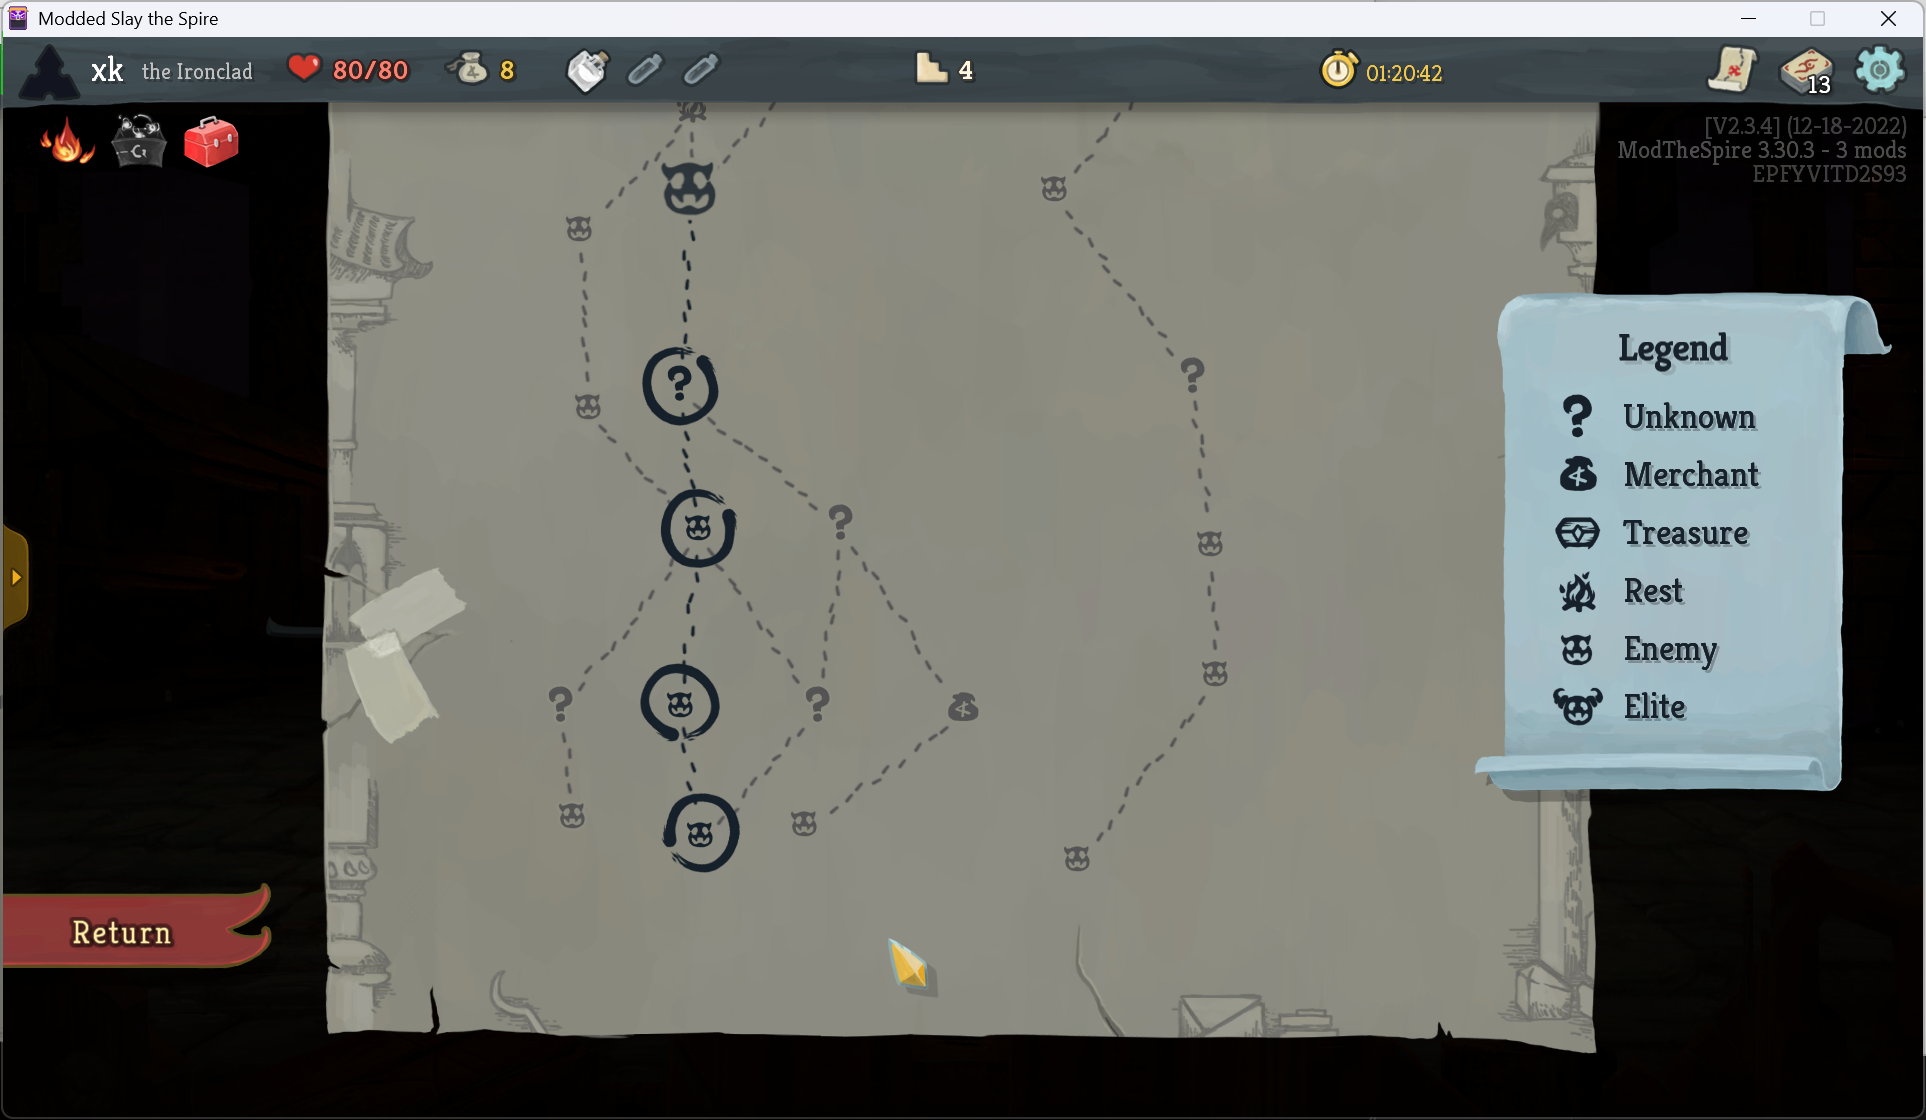 Modded Slay the Spire
xk the Ironclad 80/80 8 4 01:20:42 13
[V2.3.4] (12-18-2022)
ModTheSpire 3.30.3 - 3 mods
EPFYVITD2S93
Legend
Unknown
Merchant
Treasure
Rest
Enemy
Elite
Return